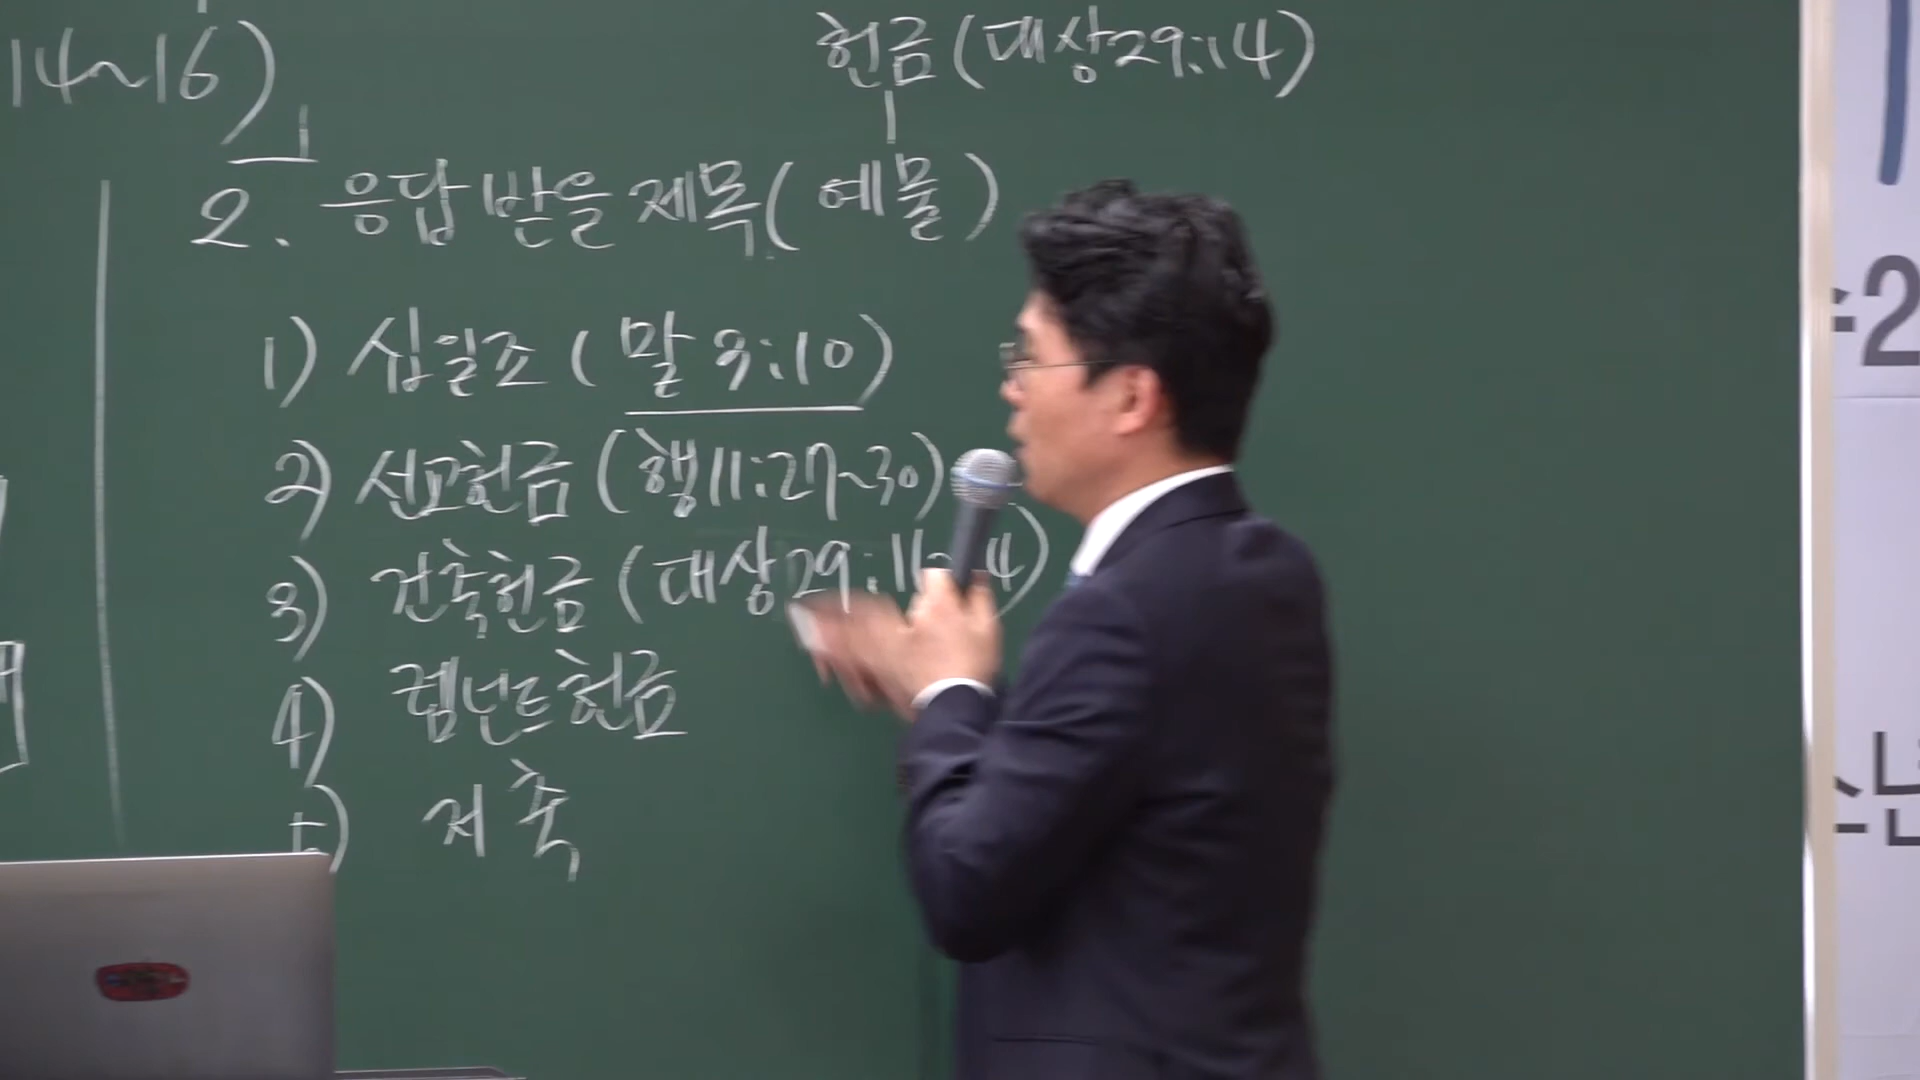 14~16)
헌금(대상29:14)
2. 응답 받을 제목(예물)
1) 십일조(말 3:10)
2) 선교헌금(행11:27~30)
3) 건축헌금(대상29:11~14)
4) 렘넌트헌금
5) 저축